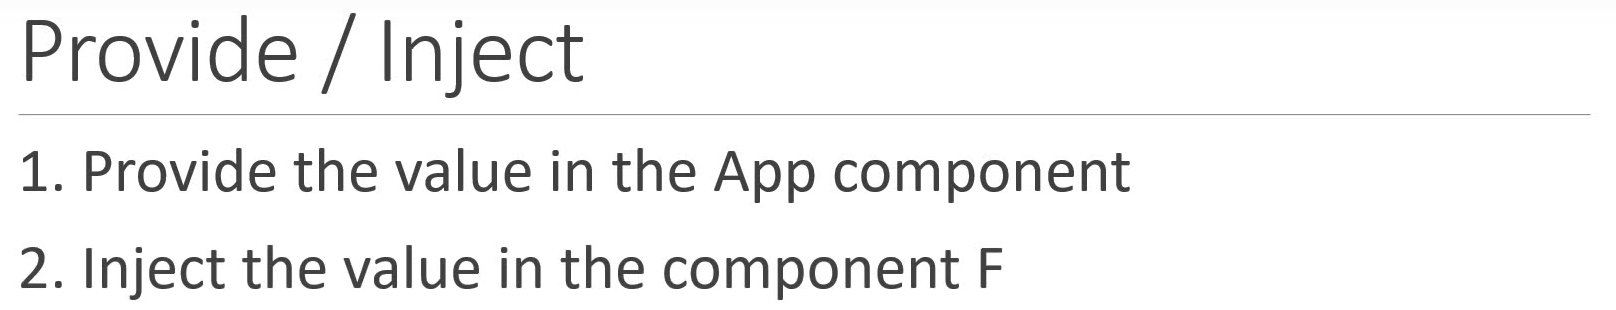 Provide / Inject
1. Provide the value in the App component
2. Inject the value in the component F